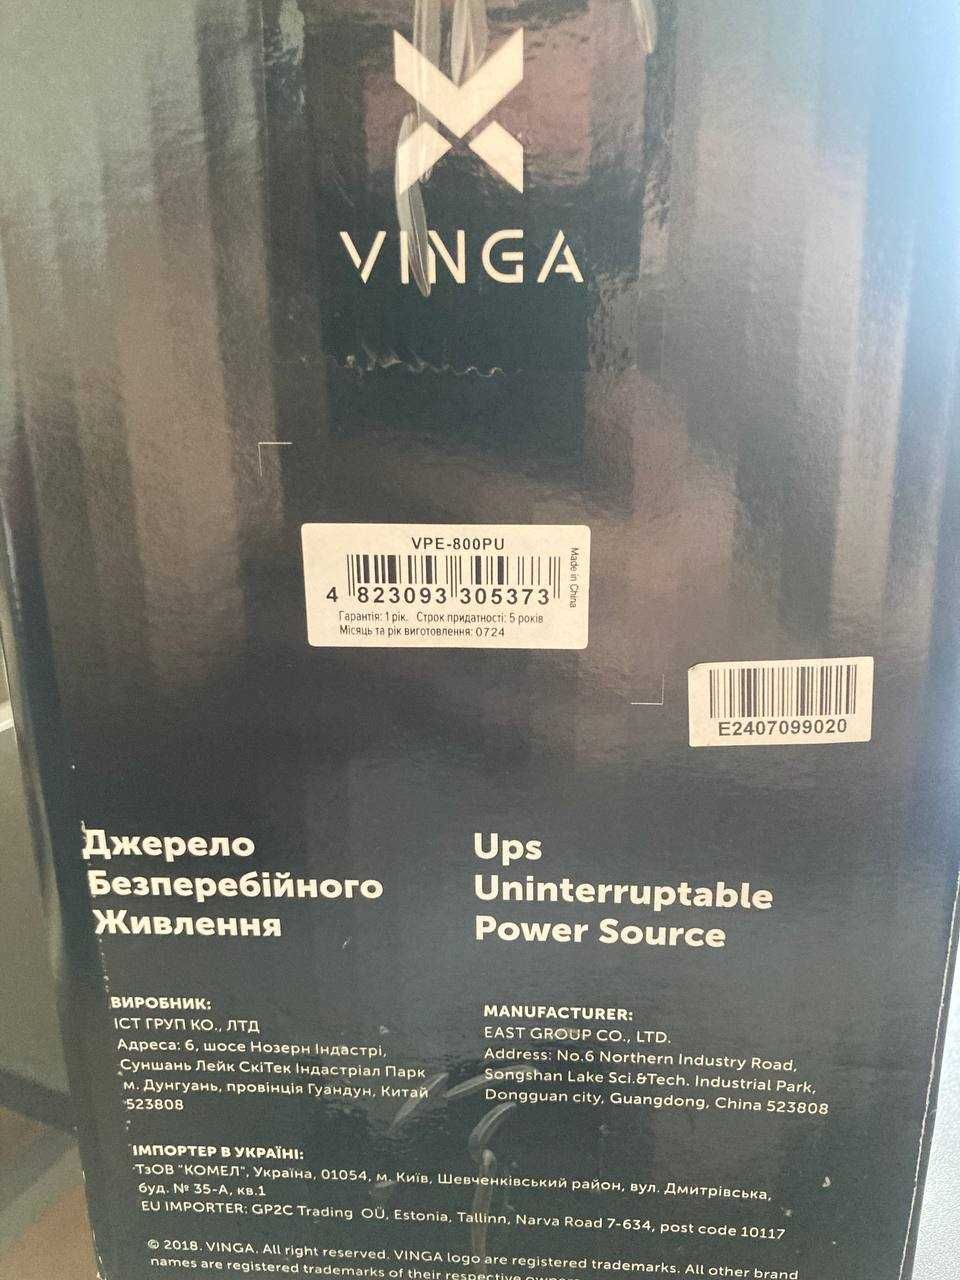 VINGA
VPE-800PU
Made in China
4 823093 305373
Гарантія: 1 рік. Строк придатності: 5 років
Місяць та рік виготовлення: 0724
E2407099020
Джерело
Безперебійного
Живлення
Ups
Uninterruptable
Power Source
ВИРОБНИК:
ІСТ ГРУП КО., ЛТД
Адреса: 6, шосе Нозерн Індастрі,
Суншань Лейк СкіТек Індастріал Парк
м. Дунгуань, провінція Гуандун, Китай
523808
MANUFACTURER:
EAST GROUP CO., LTD.
Address: No.6 Northern Industry Road,
Songshan Lake Sci.&Tech. Industrial Park,
Dongguan city, Guangdong, China 523808
ІМПОРТЕР В УКРАЇНІ:
ТзОВ "КОМЕЛ", Україна, 01054, м. Київ, Шевченківський район, вул. Дмитрівська,
буд. № 35-А, кв.1
EU IMPORTER: GP2C Trading OÜ, Estonia, Tallinn, Narva Road 7-634, post code 10117
© 2018. VINGA. All right reserved. VINGA logo are registered trademarks. All other brand
names are registered trademarks of their respective